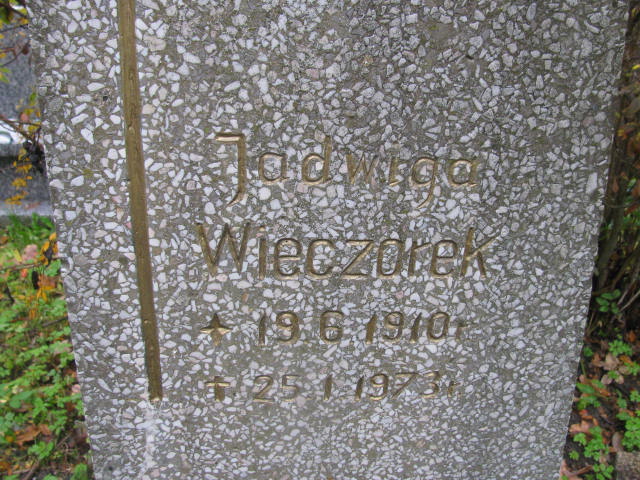 Jadwiga
Wieczorek
✦ 19 6 1910 r
✝ 25 1 1973 r